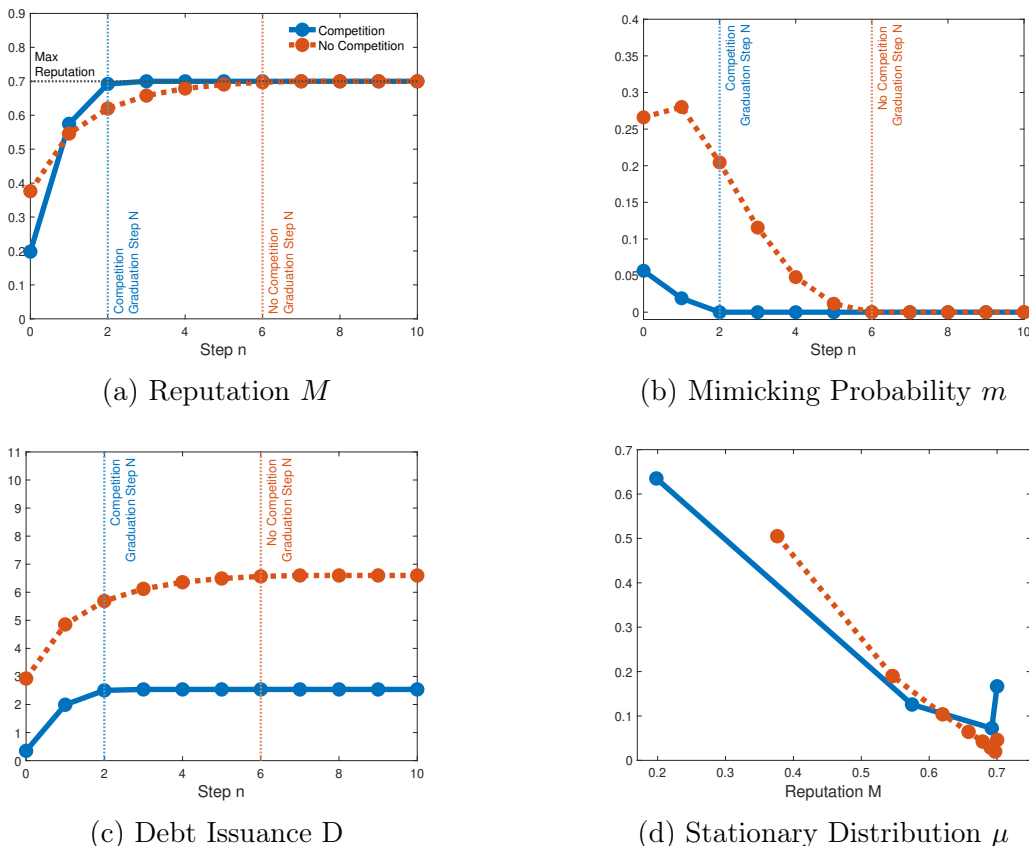 0.9
0.8
0.7
0.6
0.5
0.4
0.3
0.2
0.1
0
Max
Reputation
Competition
No Competition
Competition
Graduation Step N
No Competition
Graduation Step N
0
2
4
6
8
10
Step n
(a) Reputation M
0.4
0.35
0.3
0.25
0.2
0.15
0.1
0.05
0
Competition
Graduation Step N
No Competition
Graduation Step N
0
2
4
6
8
10
Step n
(b) Mimicking Probability m
11
10
9
8
7
6
5
4
3
2
1
0
Competition
Graduation Step N
No Competition
Graduation Step N
0
2
4
6
8
10
Step n
(c) Debt Issuance D
0.7
0.6
0.5
0.4
0.3
0.2
0.1
0
0.2
0.3
0.4
0.5
0.6
0.7
Reputation M
(d) Stationary Distribution μ